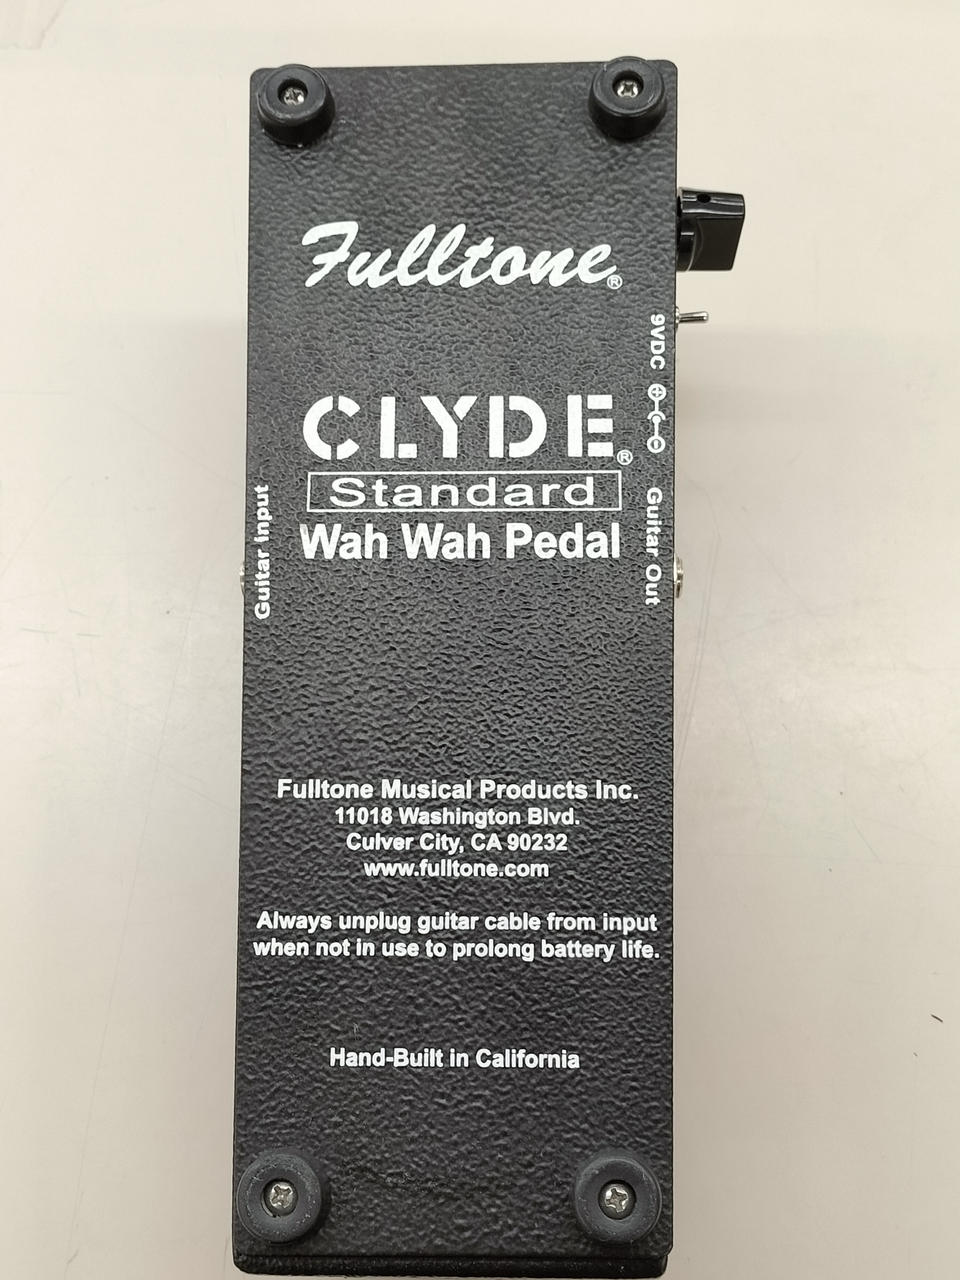 Fulltone®
9VDC
CLYDE®
Standard
Wah Wah Pedal
Guitar Input
Guitar Out
Fulltone Musical Products Inc.
11018 Washington Blvd.
Culver City, CA 90232
www.fulltone.com
Always unplug guitar cable from input
when not in use to prolong battery life.
Hand-Built in California